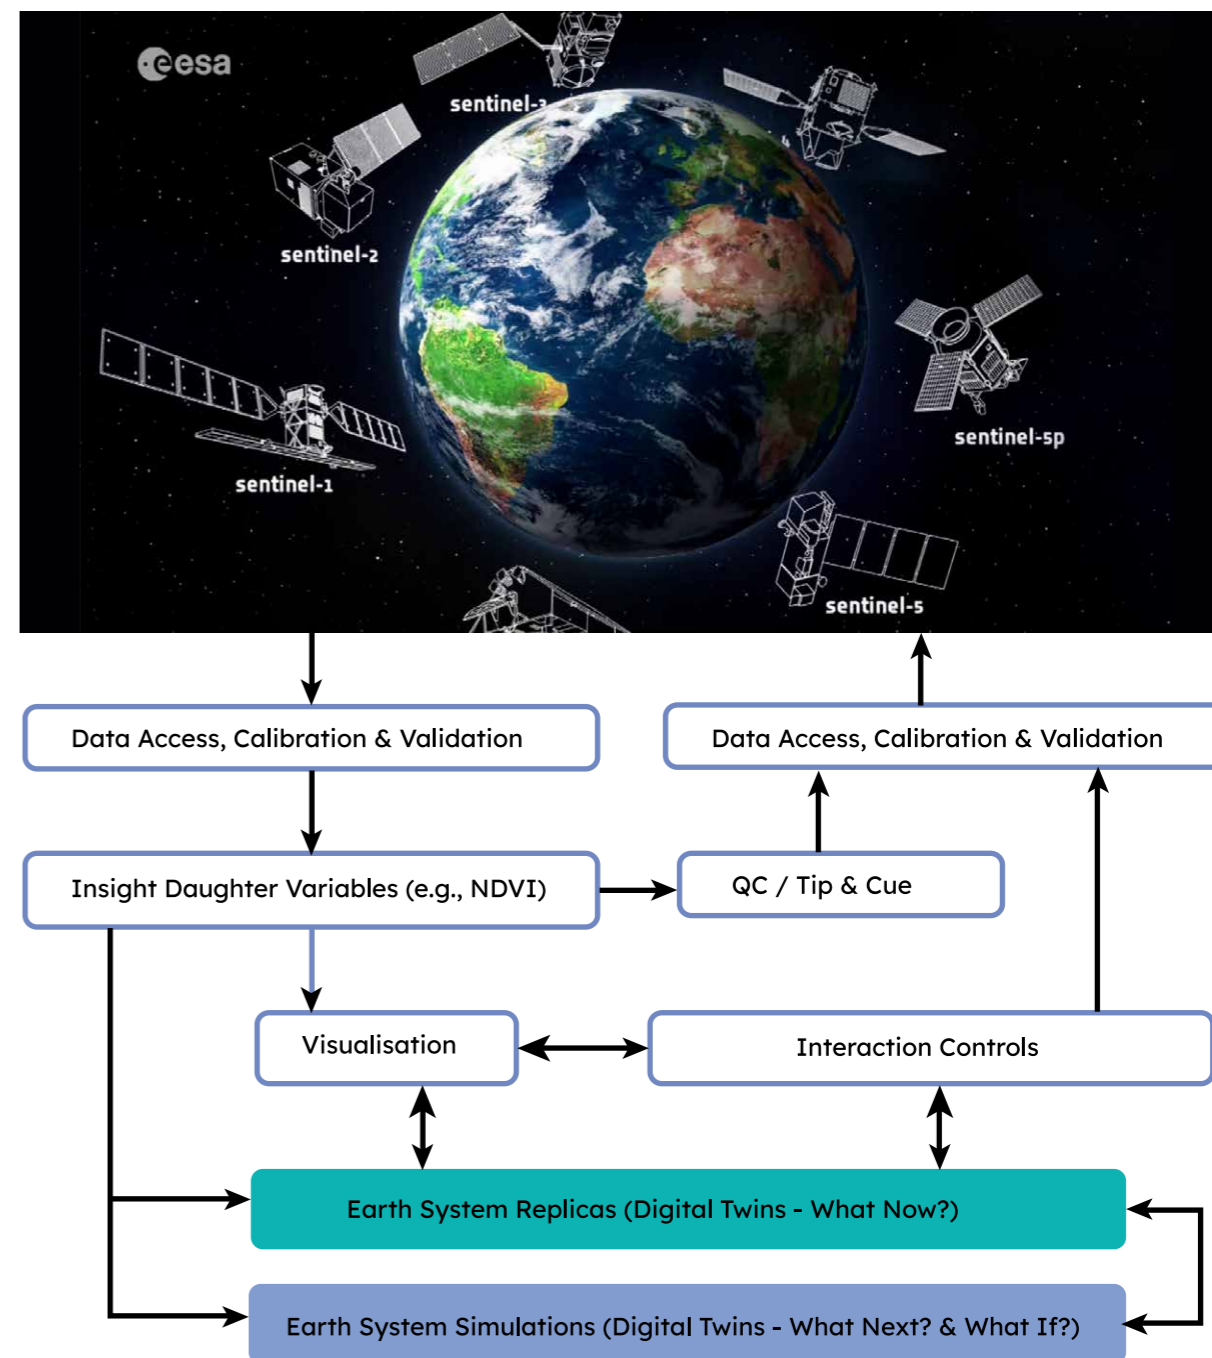 esa
sentinel-3
sentinel-2
sentinel-5p
sentinel-1
sentinel-5
Data Access, Calibration & Validation
Data Access, Calibration & Validation
Insight Daughter Variables (e.g., NDVI)
QC / Tip & Cue
Visualisation
Interaction Controls
Earth System Replicas (Digital Twins - What Now?)
Earth System Simulations (Digital Twins - What Next? & What If?)